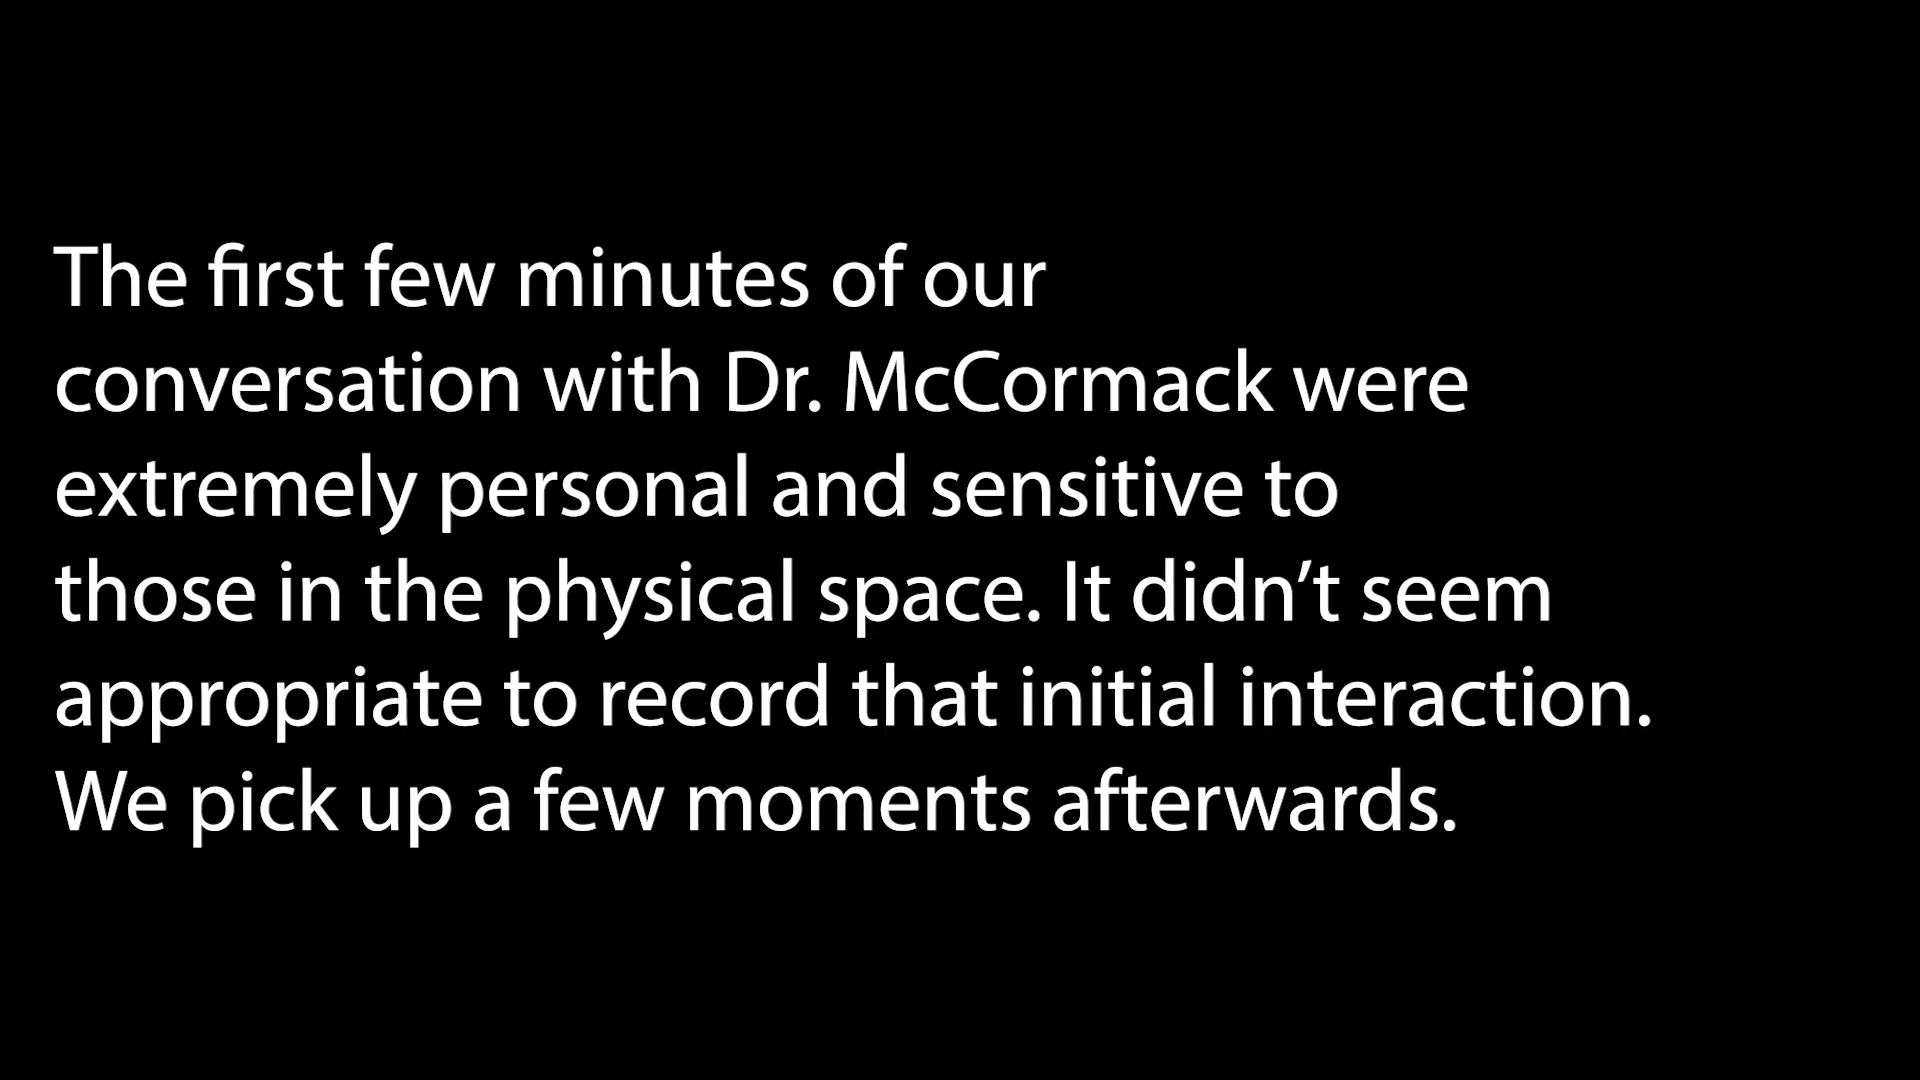 The first few minutes of our
conversation with Dr. McCormack were
extremely personal and sensitive to
those in the physical space. It didn’t seem
appropriate to record that initial interaction.
We pick up a few moments afterwards.